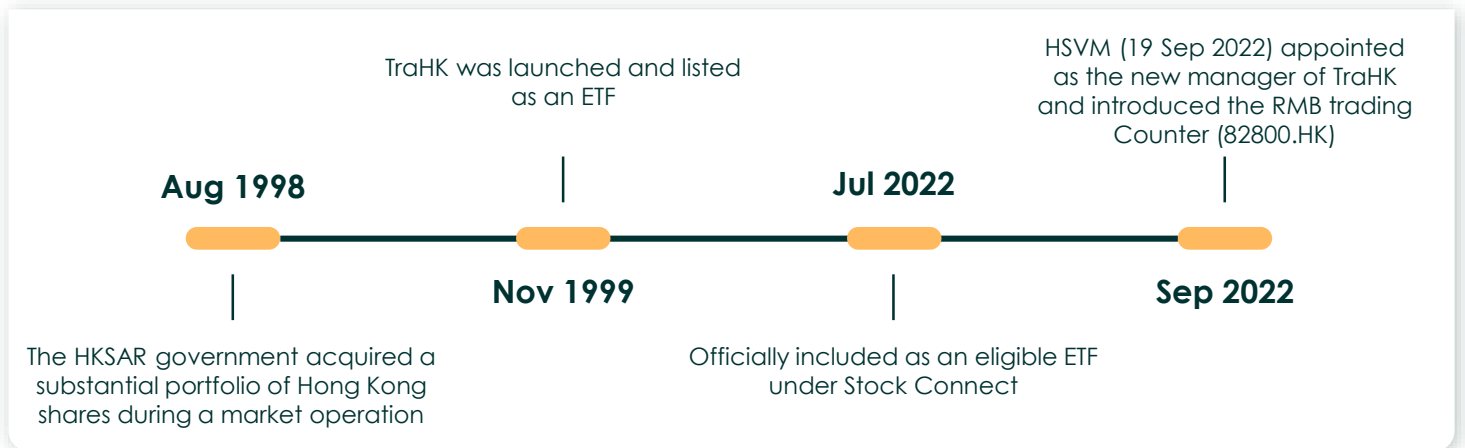 Aug 1998
The HKSAR government acquired a
substantial portfolio of Hong Kong
shares during a market operation
TraHK was launched and listed
as an ETF
Nov 1999
Jul 2022
Officially included as an eligible ETF
under Stock Connect
HSVM (19 Sep 2022) appointed
as the new manager of TraHK
and introduced the RMB trading
Counter (82800.HK)
Sep 2022